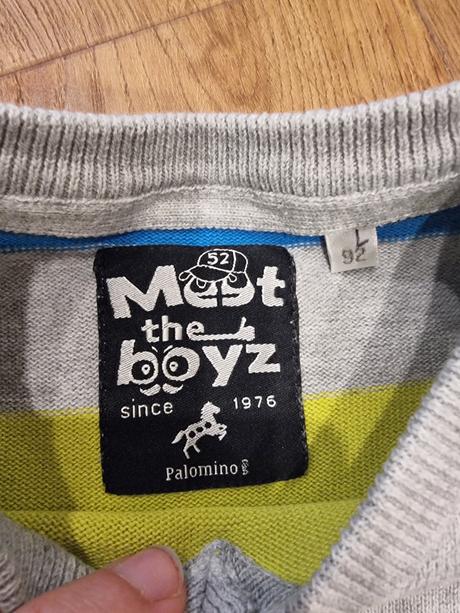 52
Meet
the
boyz
since 1976
Palomino
L
92